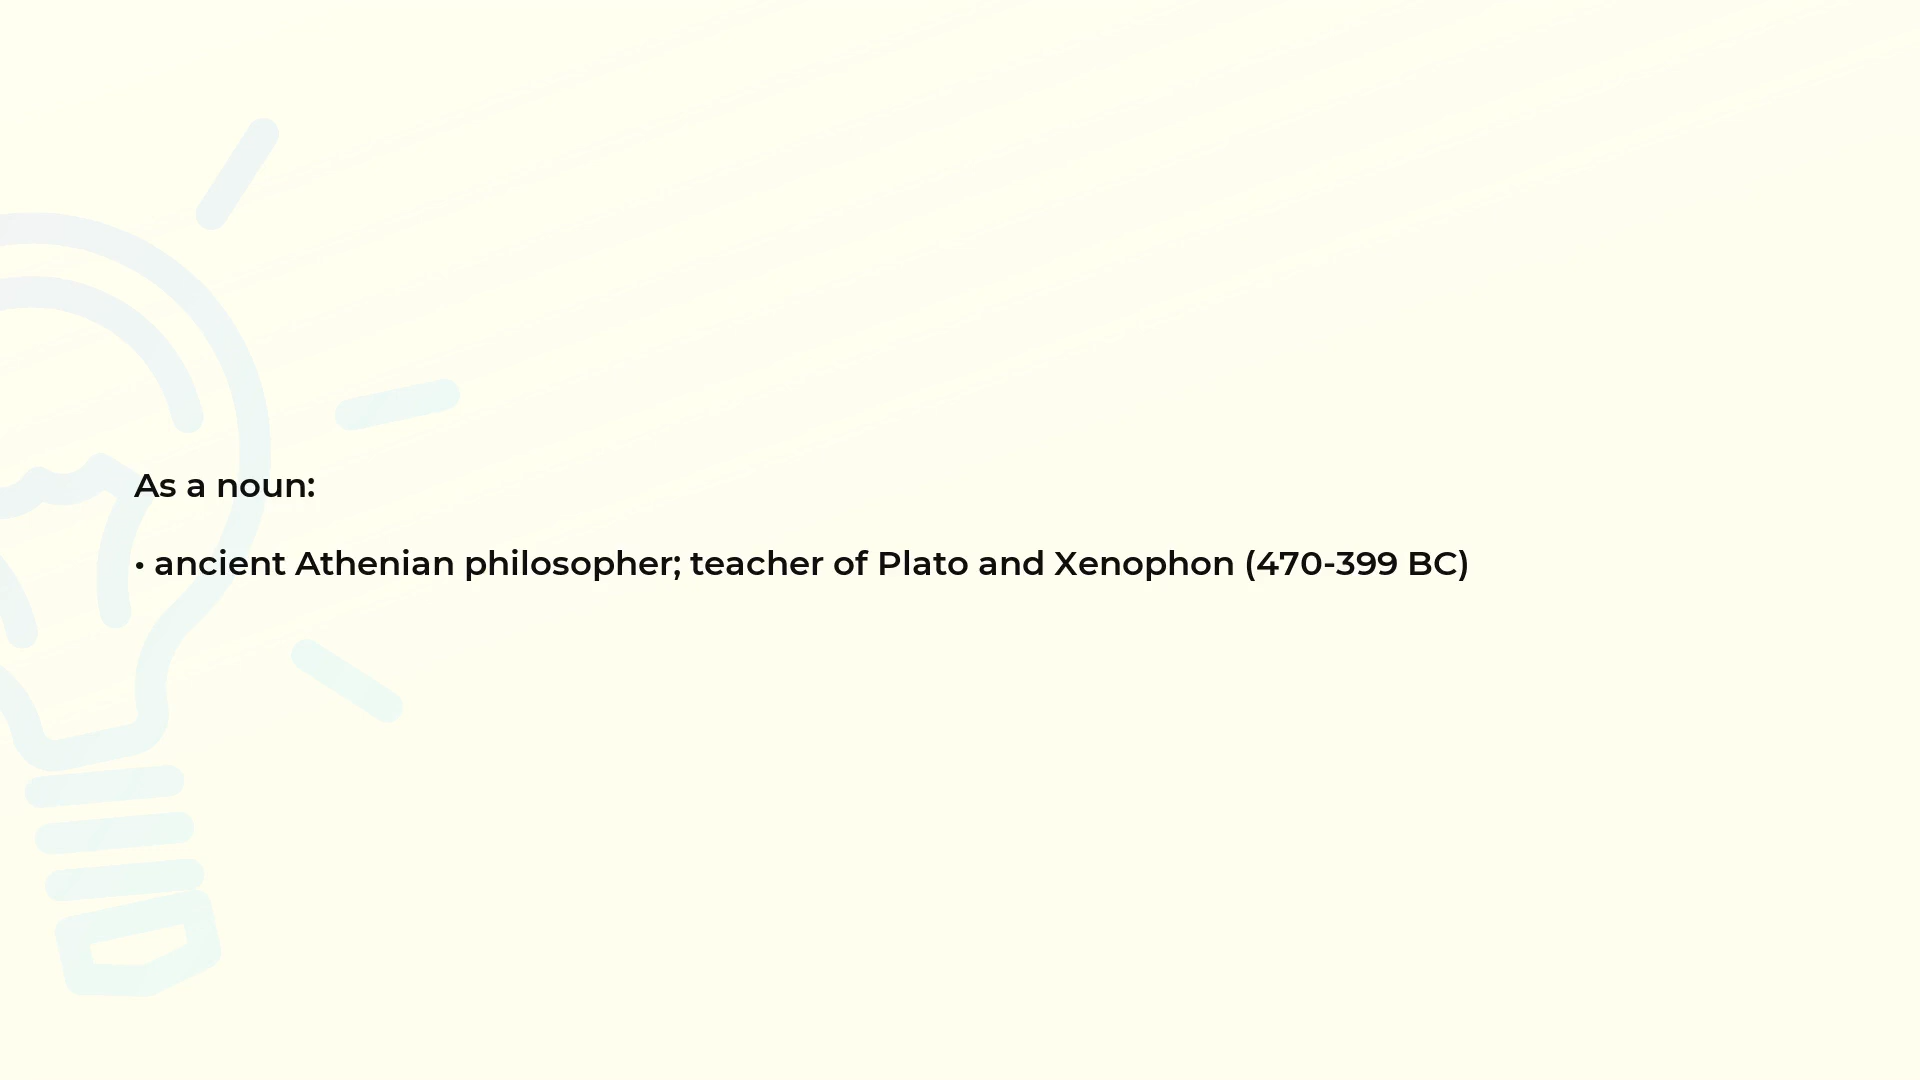 As a noun:
• ancient Athenian philosopher; teacher of Plato and Xenophon (470-399 BC)